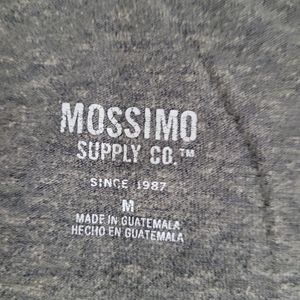 MOSSIMO
SUPPLY CO.™
SINCE 1987
M
MADE IN GUATEMALA
HECHO EN GUATEMALA